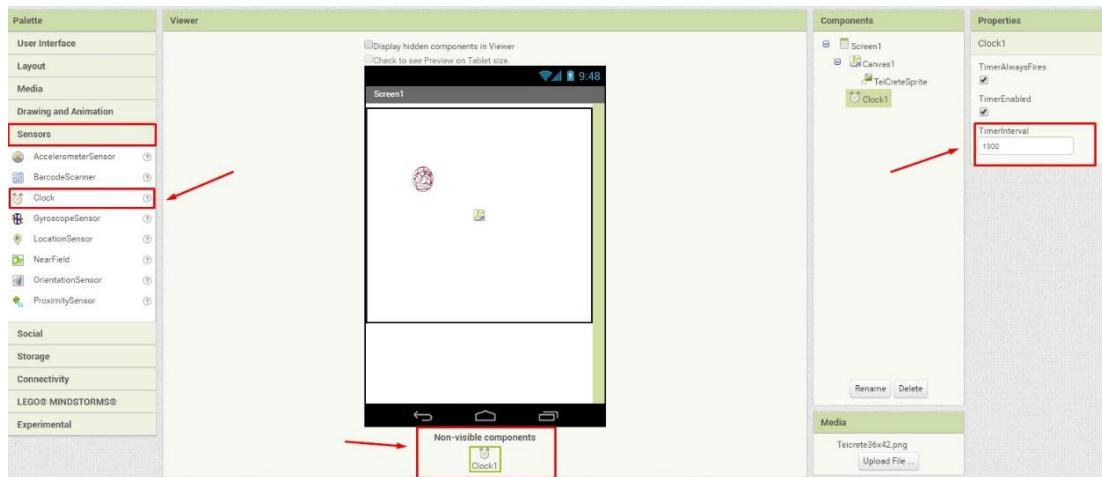 Palette
User Interface
Layout
Media
Drawing and Animation
Sensors
AccelerometerSensor
BarcodeScanner
Clock
GyroscopeSensor
LocationSensor
NearField
OrientationSensor
ProximitySensor
Social
Storage
Connectivity
LEGO® MINDSTORMS®
Experimental
Viewer
Display hidden components in Viewer
Check to see Preview on Tablet size.
9:48
Screen1
Non-visible components
Clock1
Components
Screen1
Canvas1
TeiCreteSprite
Clock1
Rename Delete
Media
Teicrete36x42.png
Upload File ...
Properties
Clock1
TimerAlwaysFires
TimerEnabled
TimerInterval
1000